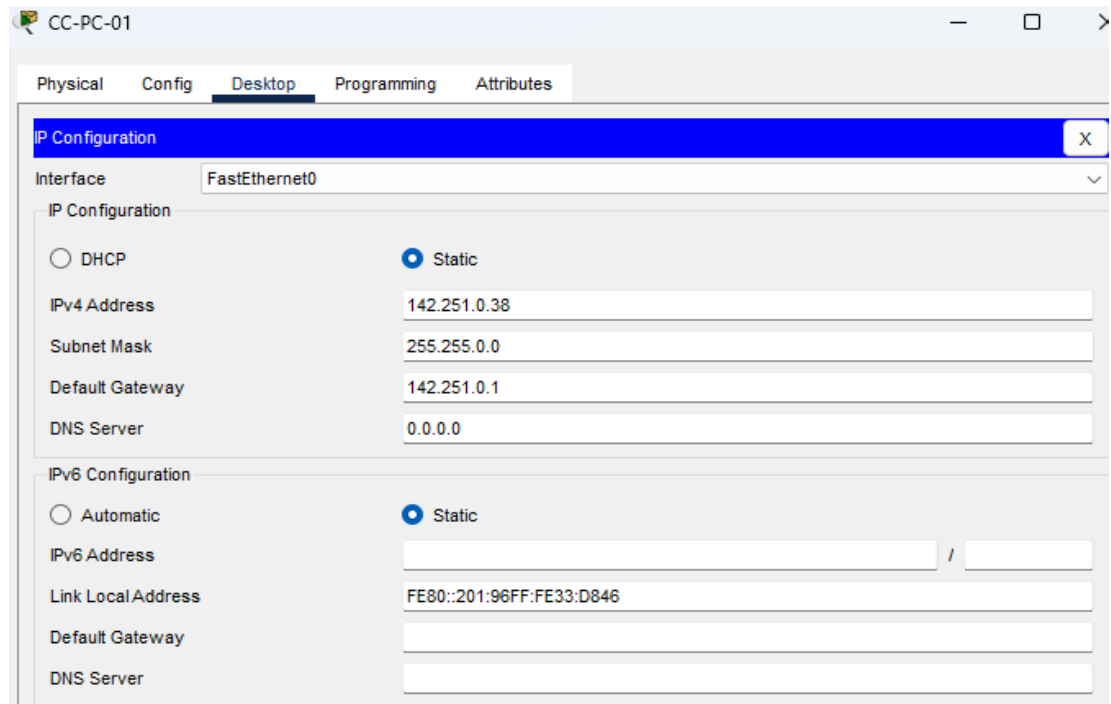 CC-PC-01
Physical Config Desktop Programming Attributes
IP Configuration X
Interface FastEthernet0
IP Configuration
DHCP Static
IPv4 Address 142.251.0.38
Subnet Mask 255.255.0.0
Default Gateway 142.251.0.1
DNS Server 0.0.0.0
IPv6 Configuration
Automatic Static
IPv6 Address /
Link Local Address FE80::201:96FF:FE33:D846
Default Gateway
DNS Server